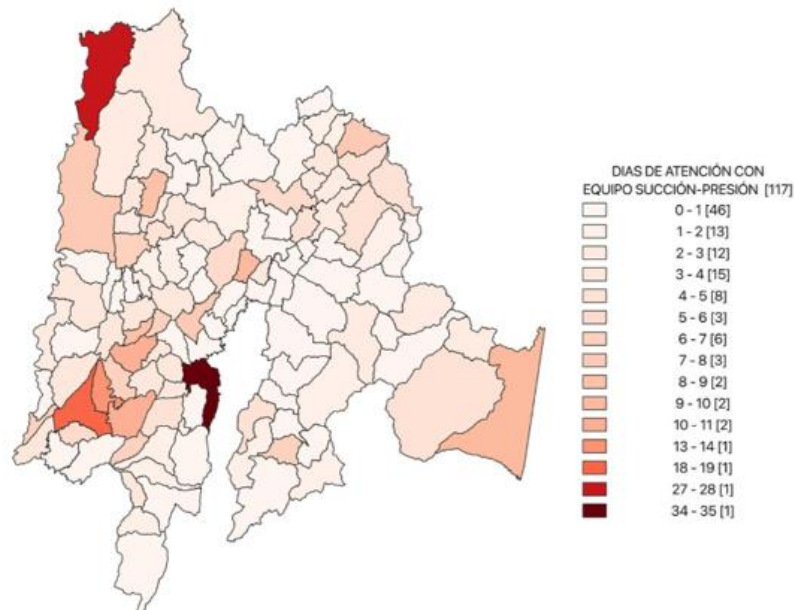 DIAS DE ATENCIÓN CON
EQUIPO SUCCIÓN-PRESIÓN [117]
0 - 1 [46]
1 - 2 [13]
2 - 3 [12]
3 - 4 [15]
4 - 5 [8]
5 - 6 [3]
6 - 7 [6]
7 - 8 [3]
8 - 9 [2]
9 - 10 [2]
10 - 11 [2]
13 - 14 [1]
18 - 19 [1]
27 - 28 [1]
34 - 35 [1]